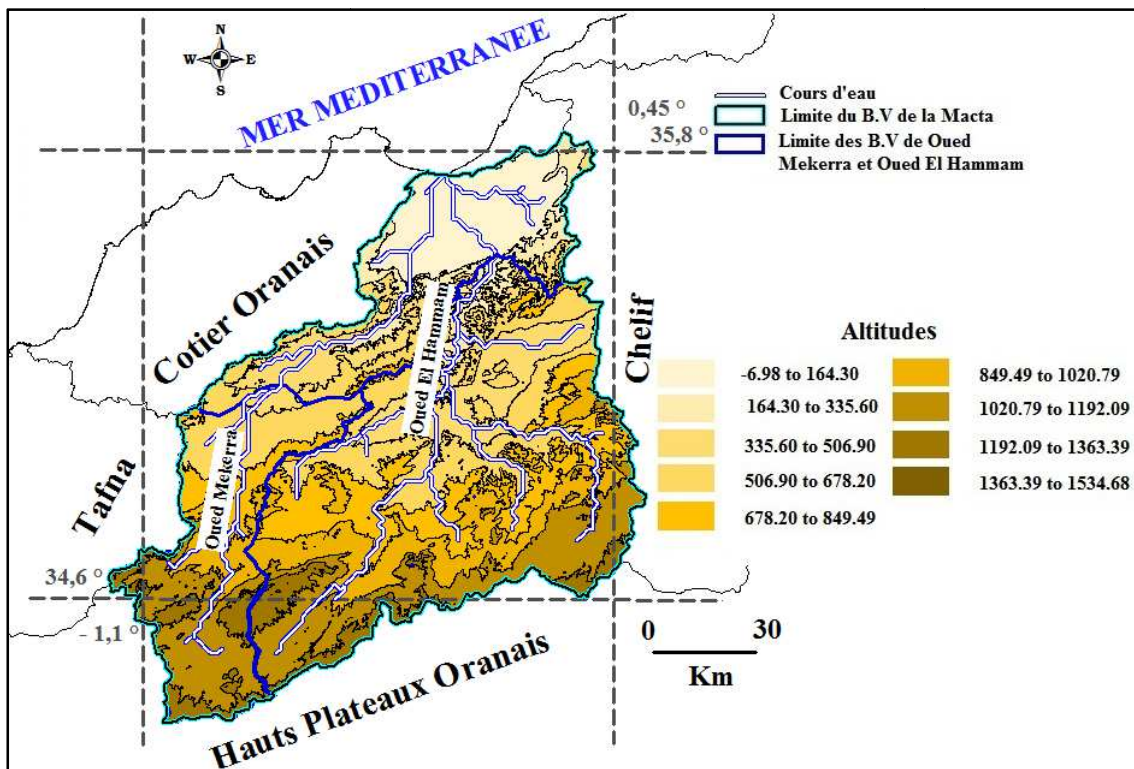 N
W E
S
MER MEDITERRANEE
0,45 °
35,8 °
Cours d'eau
Limite du B.V de la Macta
Limite des B.V de Oued
Mekerra et Oued El Hammam
Cotier Oranais
Oued El Hammam
Chelif
Oued Mekerra
Tafna
Altitudes
-6.98 to 164.30
164.30 to 335.60
335.60 to 506.90
506.90 to 678.20
678.20 to 849.49
849.49 to 1020.79
1020.79 to 1192.09
1192.09 to 1363.39
1363.39 to 1534.68
34,6 °
- 1,1 °
Hauts Plateaux Oranais
0 30
Km